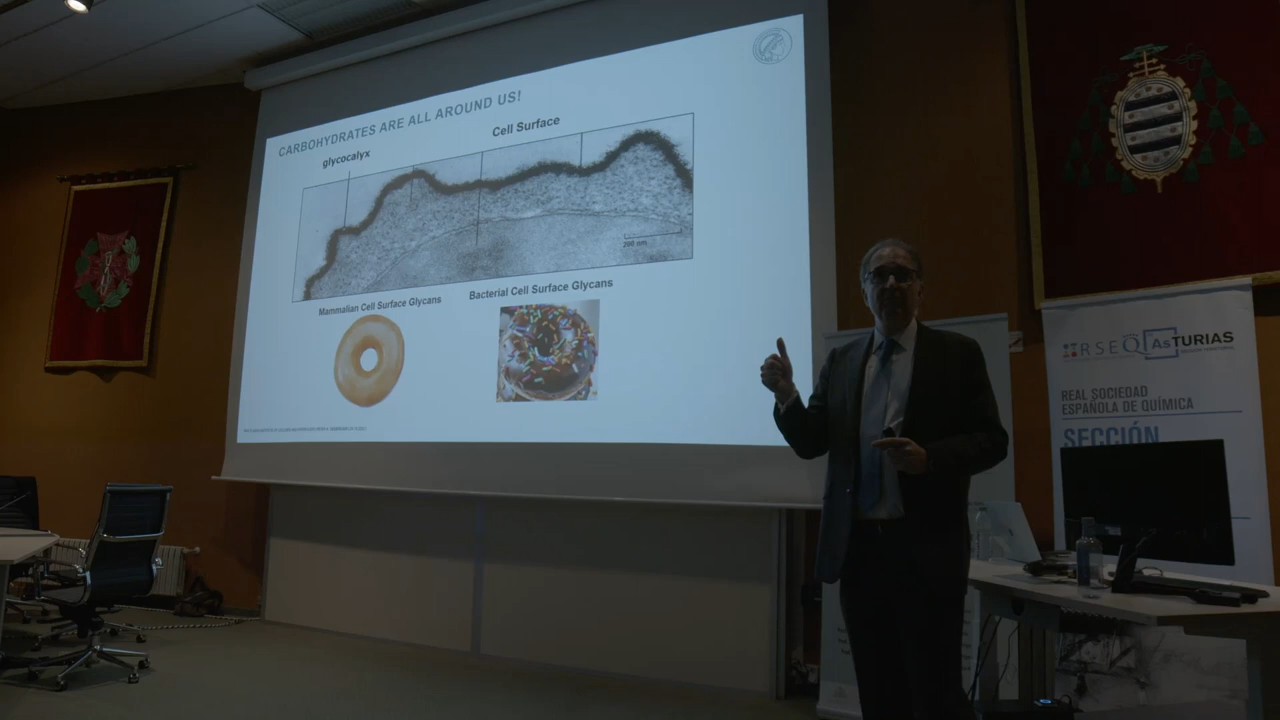 CARBOHYDRATES ARE ALL AROUND US!
glycocalyx
Cell Surface
200 nm
Mammalian Cell Surface Glycans
Bacterial Cell Surface Glycans
RSEQ ASTURIAS
REAL SOCIEDAD
ESPAÑOLA DE QUÍMICA
SECCIÓN